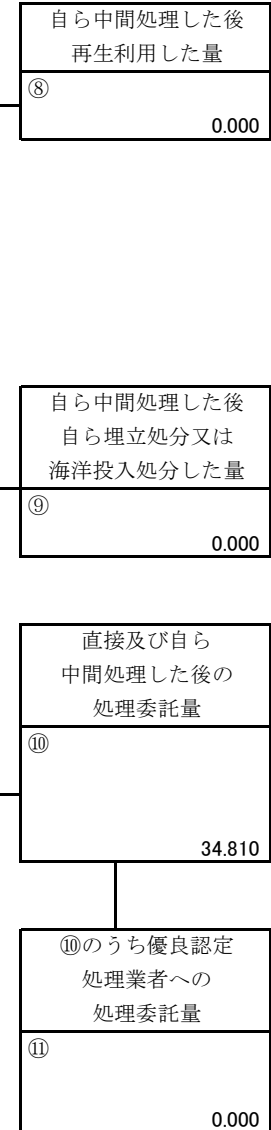 自ら中間処理した後
再生利用した量
⑧
0.000
自ら中間処理した後
自ら埋立処分又は
海洋投入処分した量
⑨
0.000
直接及び自ら
中間処理した後の
処理委託量
⑩
34.810
⑩のうち優良認定
処理業者への
処理委託量
⑪
0.000